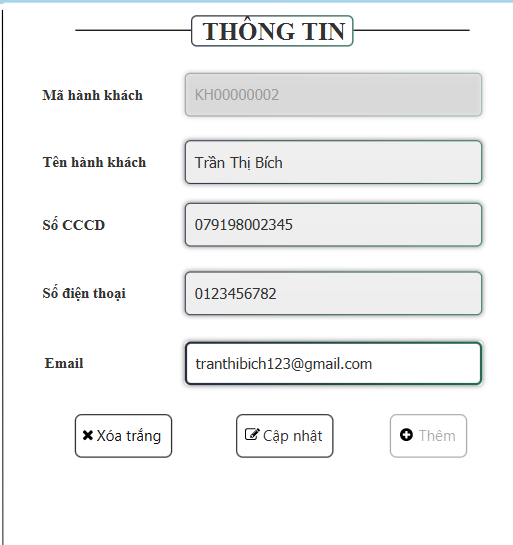 THÔNG TIN
Mã hành khách KH00000002
Tên hành khách Trần Thị Bích
Số CCCD 079198002345
Số điện thoại 0123456782
Email tranthibich123@gmail.com
Xóa trắng Cập nhật Thêm